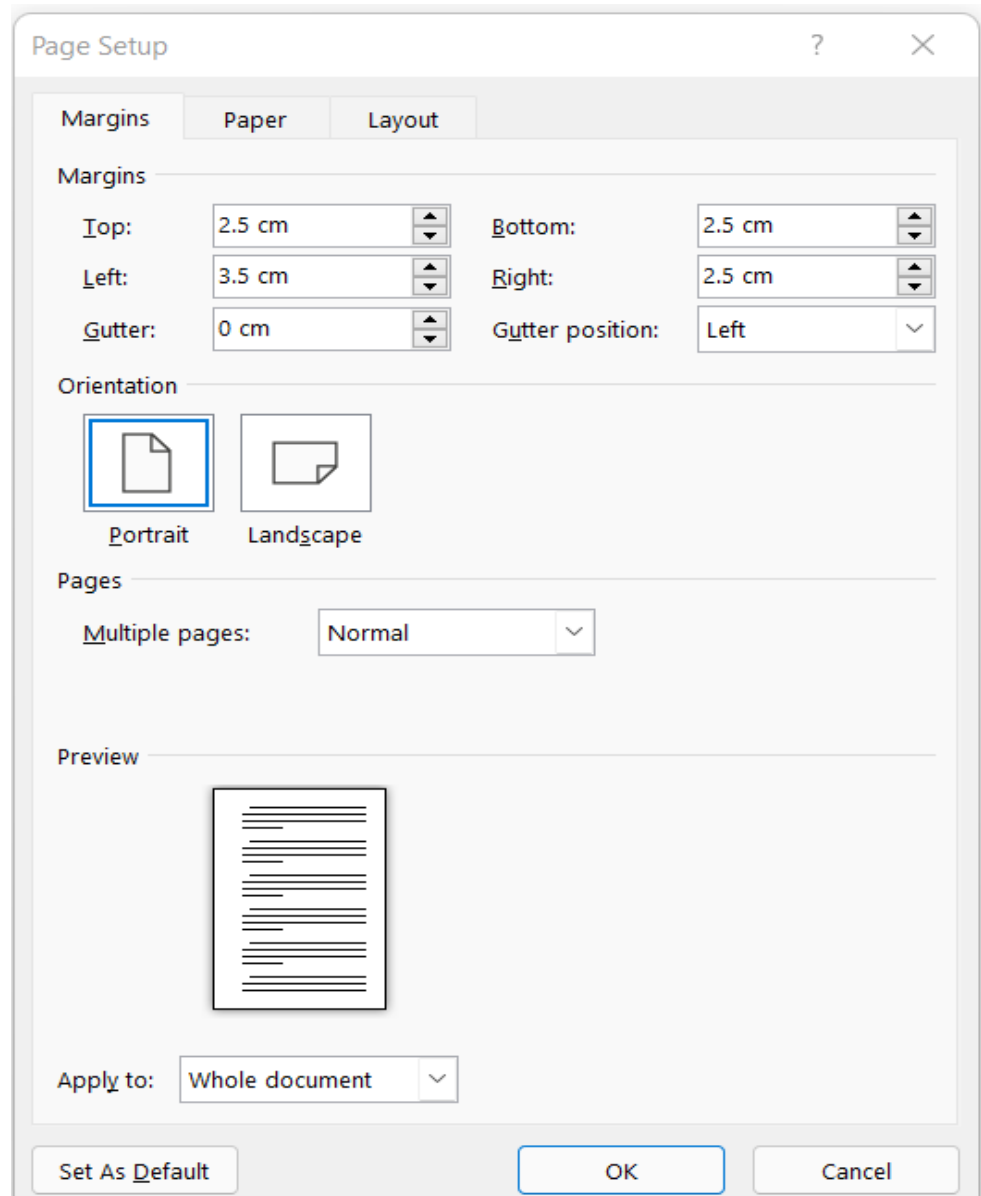 Page Setup ?
Margins Paper Layout
Margins
Top: 2.5 cm Bottom: 2.5 cm
Left: 3.5 cm Right: 2.5 cm
Gutter: 0 cm Gutter position: Left
Orientation
Portrait Landscape
Pages
Multiple pages: Normal
Preview
Apply to: Whole document
Set As Default OK Cancel